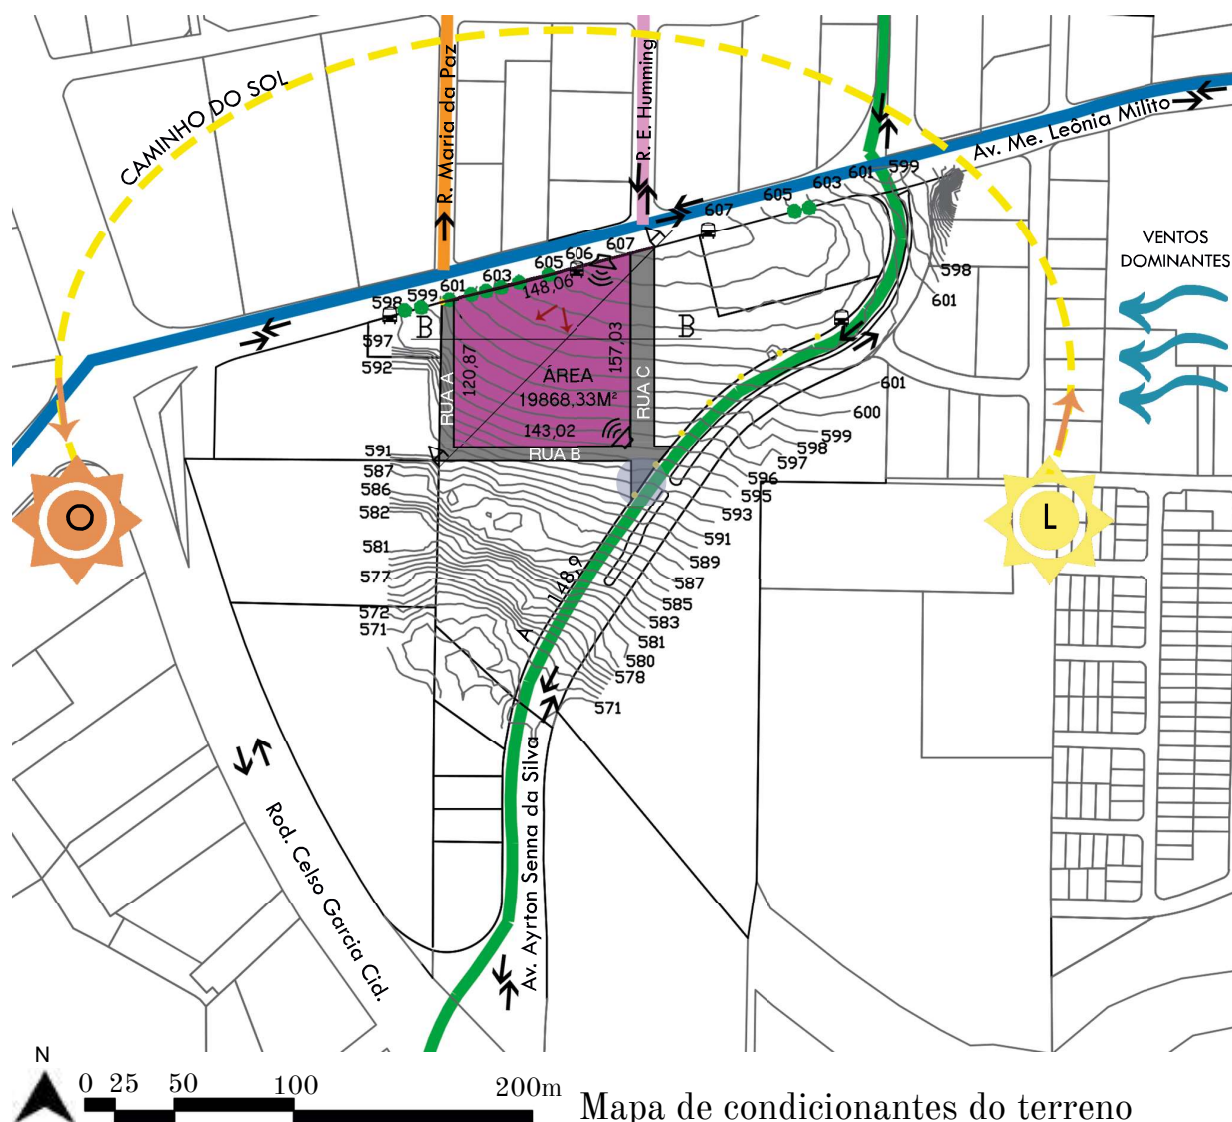 CAMINHO DO SOL
R. Maria da Paz
R. E. Humming
Av. Me. Leônia Milito
VENTOS
DOMINANTES
599
601
603
605
607
607
606
605
603
601
599
598
597
592
598
601
148,06
B
B
120,87
157,03
ÁREA
19868,33M²
143,02
RUA A
RUA B
RUA C
601
600
599
598
597
596
595
593
591
589
587
585
583
581
580
578
571
591
587
586
582
581
577
572
571
148,9
A
O
L
Rod. Celso Garcia Cid.
Av. Ayrton Senna da Silva
N
0 25 50 100 200m
Mapa de condicionantes do terreno